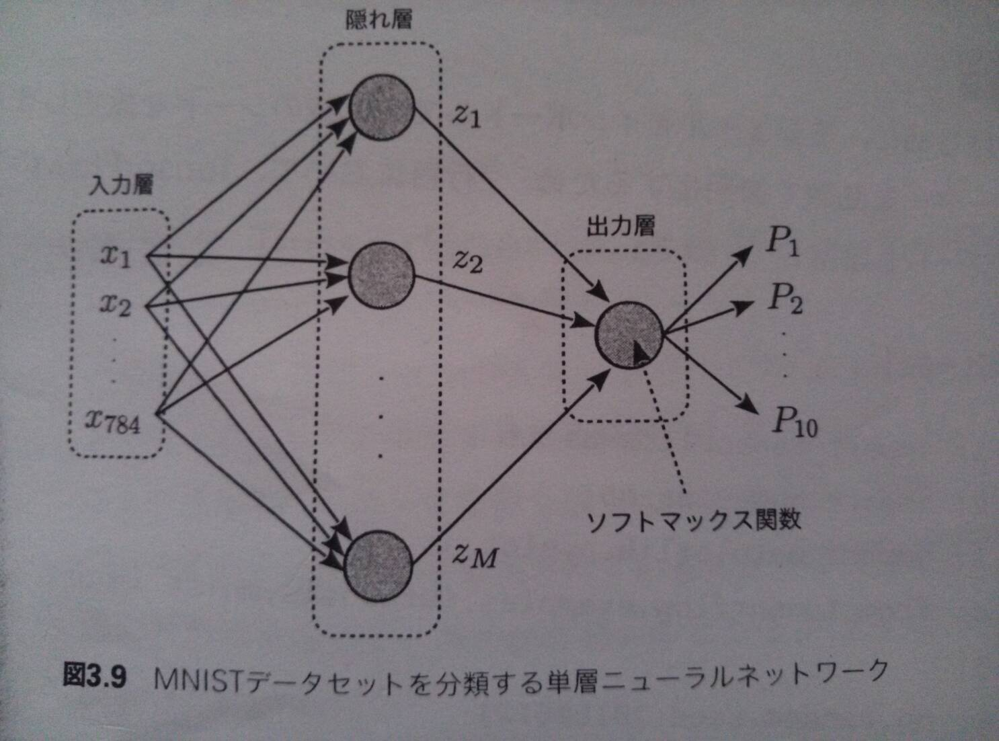 隠れ層
z1
入力層
x1
z2
出力層
P1
x2
P2
x784
P10
ソフトマックス関数
zM
図3.9 MNISTデータセットを分類する単層ニューラルネットワーク